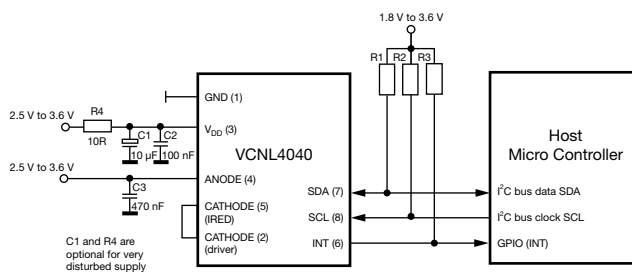 1.8 V to 3.6 V
R1 R2 R3
GND (1)
2.5 V to 3.6 V
R4
10R
C1
C2
10 µF
100 nF
V_DD (3)
VCNL4040
Host
Micro Controller
2.5 V to 3.6 V
ANODE (4)
C3
470 nF
SDA (7)
I²C bus data SDA
CATHODE (5)
(IRED)
SCL (8)
I²C bus clock SCL
CATHODE (2)
(driver)
INT (6)
GPIO (INT)
C1 and R4 are
optional for very
disturbed supply